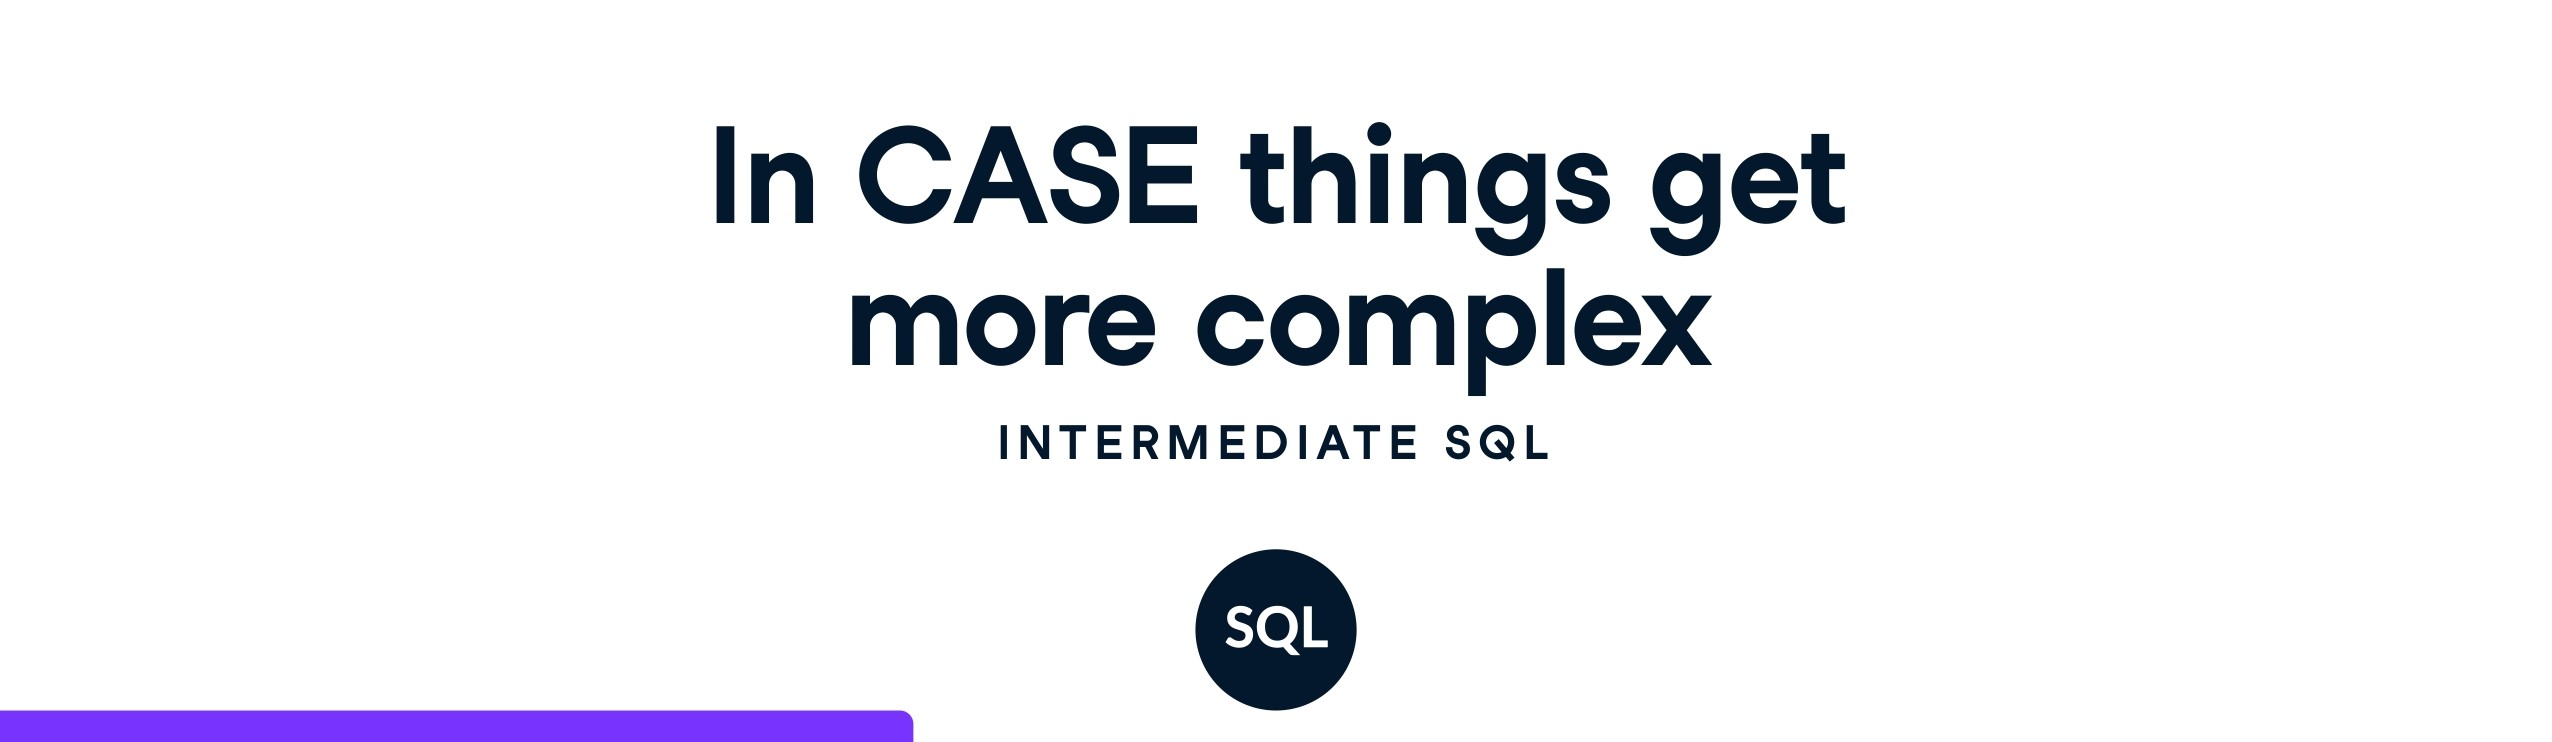 In CASE things get
more complex
INTERMEDIATE SQL
SQL